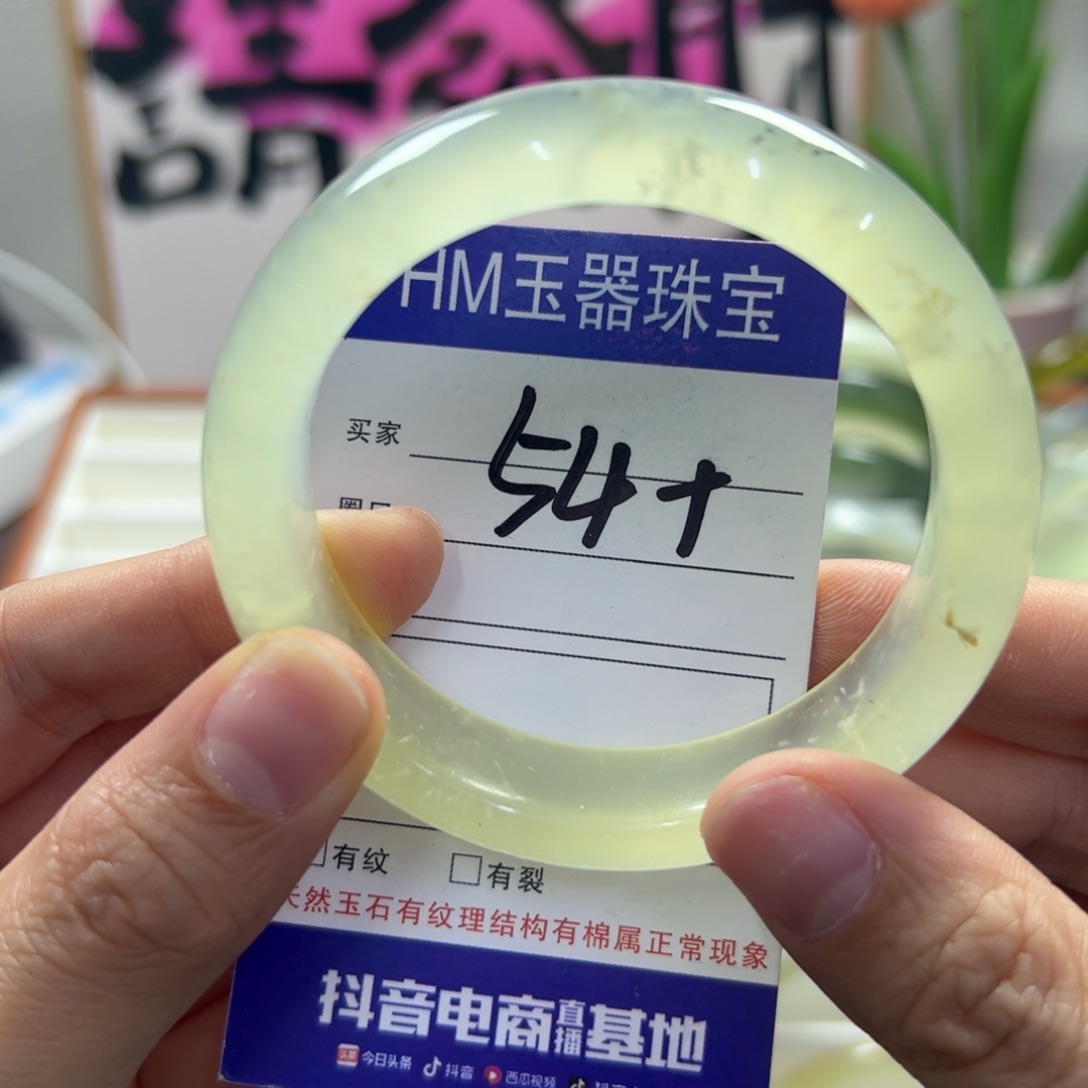 HM玉器珠宝
买家 54+
有纹 有裂
天然玉石有纹理结构有棉属正常现象
抖音电商直播基地
头条 今日头条 抖音 西瓜视频